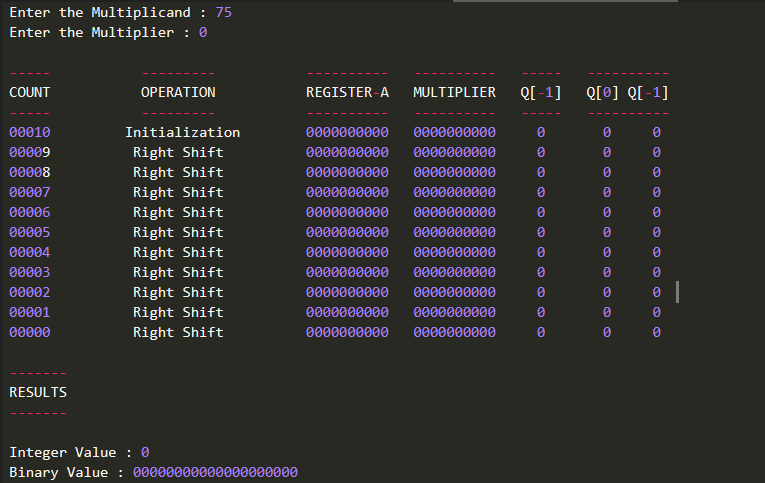 Enter the Multiplicand : 75
Enter the Multiplier : 0
----- --------- ---------- ---------- ----- ----------
COUNT OPERATION REGISTER-A MULTIPLIER Q[-1] Q[0] Q[-1]
----- --------- ---------- ---------- ----- ----------
00010 Initialization 0000000000 0000000000 0 0 0
00009 Right Shift 0000000000 0000000000 0 0 0
00008 Right Shift 0000000000 0000000000 0 0 0
00007 Right Shift 0000000000 0000000000 0 0 0
00006 Right Shift 0000000000 0000000000 0 0 0
00005 Right Shift 0000000000 0000000000 0 0 0
00004 Right Shift 0000000000 0000000000 0 0 0
00003 Right Shift 0000000000 0000000000 0 0 0
00002 Right Shift 0000000000 0000000000 0 0 0
00001 Right Shift 0000000000 0000000000 0 0 0
00000 Right Shift 0000000000 0000000000 0 0 0
-------
RESULTS
-------
Integer Value : 0
Binary Value : 00000000000000000000